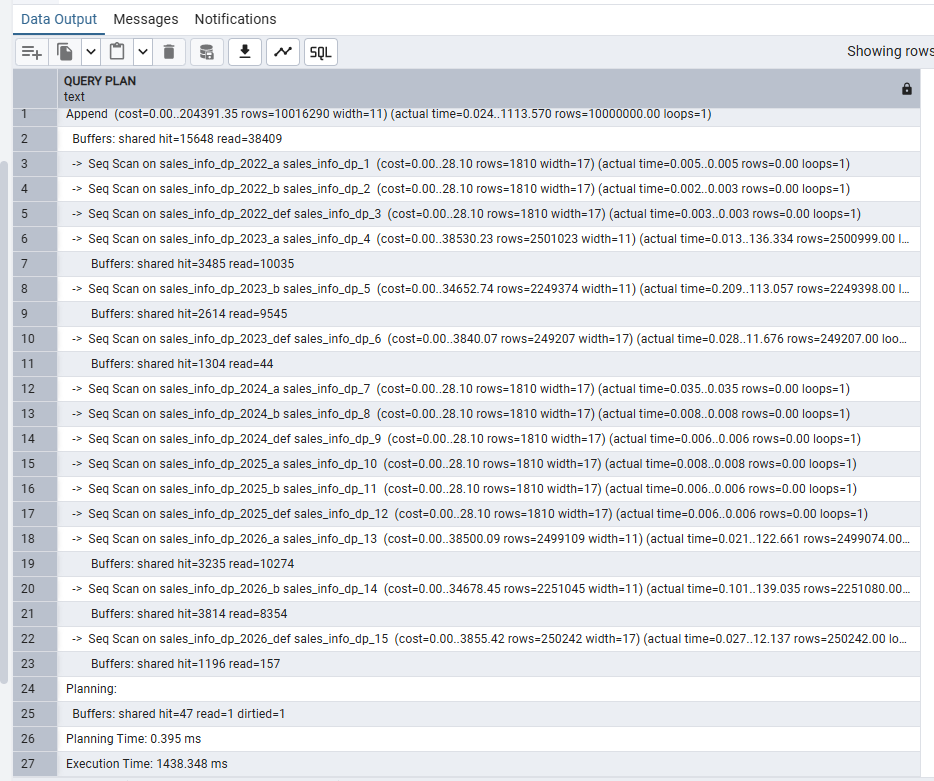 Data Output Messages Notifications
SQL
Showing rows
QUERY PLAN
text
1 Append (cost=0.00..204391.35 rows=10016290 width=11) (actual time=0.024..1113.570 rows=10000000.00 loops=1)
2 Buffers: shared hit=15648 read=38409
3 -> Seq Scan on sales_info_dp_2022_a sales_info_dp_1 (cost=0.00..28.10 rows=1810 width=17) (actual time=0.005..0.005 rows=0.00 loops=1)
4 -> Seq Scan on sales_info_dp_2022_b sales_info_dp_2 (cost=0.00..28.10 rows=1810 width=17) (actual time=0.002..0.003 rows=0.00 loops=1)
5 -> Seq Scan on sales_info_dp_2022_def sales_info_dp_3 (cost=0.00..28.10 rows=1810 width=17) (actual time=0.003..0.003 rows=0.00 loops=1)
6 -> Seq Scan on sales_info_dp_2023_a sales_info_dp_4 (cost=0.00..38530.23 rows=2501023 width=11) (actual time=0.013..136.334 rows=2500999.00 l...
7 Buffers: shared hit=3485 read=10035
8 -> Seq Scan on sales_info_dp_2023_b sales_info_dp_5 (cost=0.00..34652.74 rows=2249374 width=11) (actual time=0.209..113.057 rows=2249398.00 l...
9 Buffers: shared hit=2614 read=9545
10 -> Seq Scan on sales_info_dp_2023_def sales_info_dp_6 (cost=0.00..3840.07 rows=249207 width=17) (actual time=0.028..11.676 rows=249207.00 loo...
11 Buffers: shared hit=1304 read=44
12 -> Seq Scan on sales_info_dp_2024_a sales_info_dp_7 (cost=0.00..28.10 rows=1810 width=17) (actual time=0.035..0.035 rows=0.00 loops=1)
13 -> Seq Scan on sales_info_dp_2024_b sales_info_dp_8 (cost=0.00..28.10 rows=1810 width=17) (actual time=0.008..0.008 rows=0.00 loops=1)
14 -> Seq Scan on sales_info_dp_2024_def sales_info_dp_9 (cost=0.00..28.10 rows=1810 width=17) (actual time=0.006..0.006 rows=0.00 loops=1)
15 -> Seq Scan on sales_info_dp_2025_a sales_info_dp_10 (cost=0.00..28.10 rows=1810 width=17) (actual time=0.008..0.008 rows=0.00 loops=1)
16 -> Seq Scan on sales_info_dp_2025_b sales_info_dp_11 (cost=0.00..28.10 rows=1810 width=17) (actual time=0.006..0.006 rows=0.00 loops=1)
17 -> Seq Scan on sales_info_dp_2025_def sales_info_dp_12 (cost=0.00..28.10 rows=1810 width=17) (actual time=0.006..0.006 rows=0.00 loops=1)
18 -> Seq Scan on sales_info_dp_2026_a sales_info_dp_13 (cost=0.00..38500.09 rows=2499109 width=11) (actual time=0.021..122.661 rows=2499074.00...
19 Buffers: shared hit=3235 read=10274
20 -> Seq Scan on sales_info_dp_2026_b sales_info_dp_14 (cost=0.00..34678.45 rows=2251045 width=11) (actual time=0.101..139.035 rows=2251080.00...
21 Buffers: shared hit=3814 read=8354
22 -> Seq Scan on sales_info_dp_2026_def sales_info_dp_15 (cost=0.00..3855.42 rows=250242 width=17) (actual time=0.027..12.137 rows=250242.00 lo...
23 Buffers: shared hit=1196 read=157
24 Planning:
25 Buffers: shared hit=47 read=1 dirtied=1
26 Planning Time: 0.395 ms
27 Execution Time: 1438.348 ms